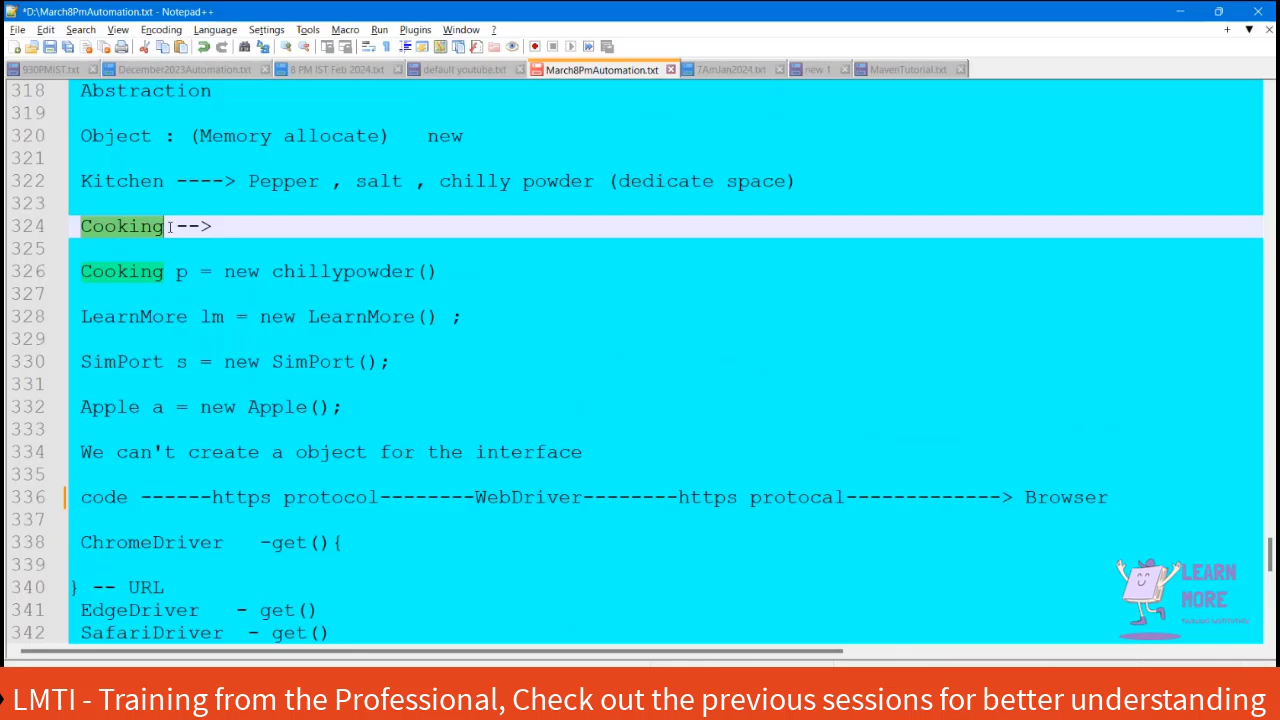 *D:\March8PmAutomation.txt - Notepad++
File Edit Search View Encoding Language Settings Tools Macro Run Plugins Window ?
930PMIST.txt December2023Automation.txt 8 PM IST Feb 2024.txt default youtube.txt March8PmAutomation.txt 7AmJan2024.txt new 1 MavenTutorial.txt
318 Abstraction
319
320 Object : (Memory allocate) new
321
322 Kitchen ----> Pepper , salt , chilly powder (dedicate space)
323
324 Cooking --->
325
326 Cooking p = new chillypowder()
327
328 LearnMore lm = new LearnMore() ;
329
330 SimPort s = new SimPort();
331
332 Apple a = new Apple();
333
334 We can't create a object for the interface
335
336 code ------https protocol--------WebDriver--------https protocal-------------> Browser
337
338 ChromeDriver -get(){
339
340 } -- URL
341 EdgeDriver - get()
342 SafariDriver - get()
LEARN
MORE
LMTI - Training from the Professional, Check out the previous sessions for better understanding